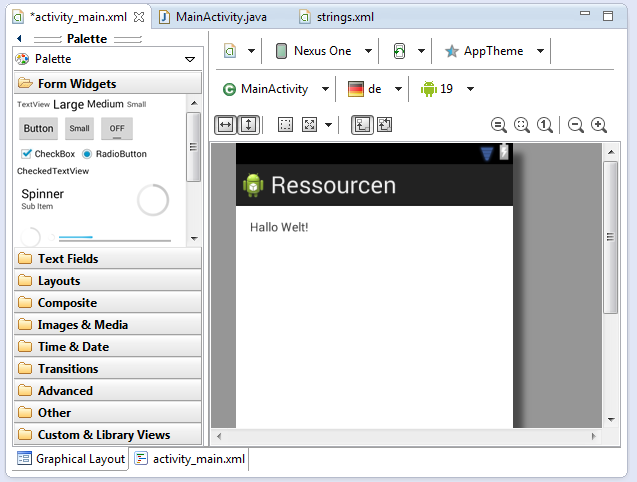 *activity_main.xml MainActivity.java strings.xml
Palette
Palette
Form Widgets
TextView Large Medium Small
Button Small OFF
CheckBox RadioButton
CheckedTextView
Spinner
Sub Item
Text Fields
Layouts
Composite
Images & Media
Time & Date
Transitions
Advanced
Other
Custom & Library Views
Nexus One AppTheme
MainActivity de 19
1
Ressourcen
Hallo Welt!
Graphical Layout activity_main.xml